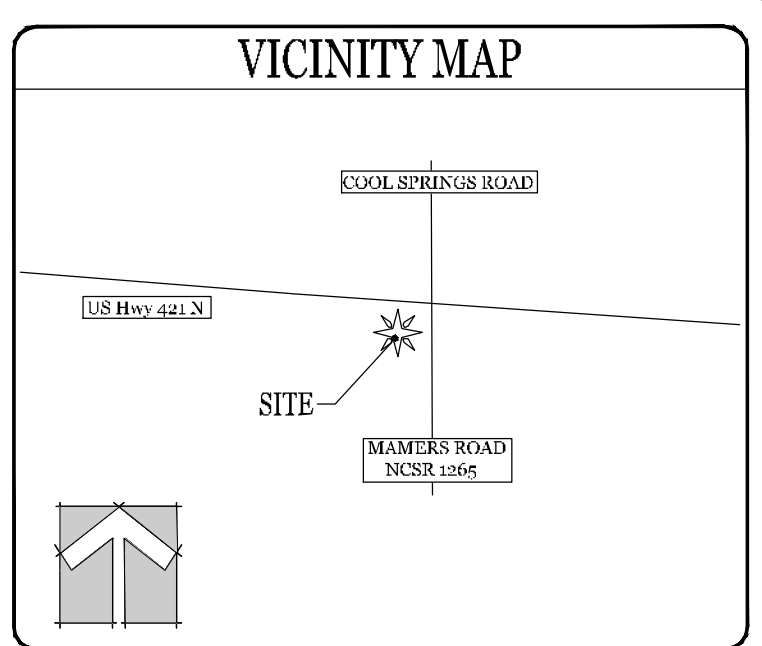 VICINITY MAP
COOL SPRINGS ROAD
US Hwy 421 N
SITE
MAMERS ROAD
NCSR 1265